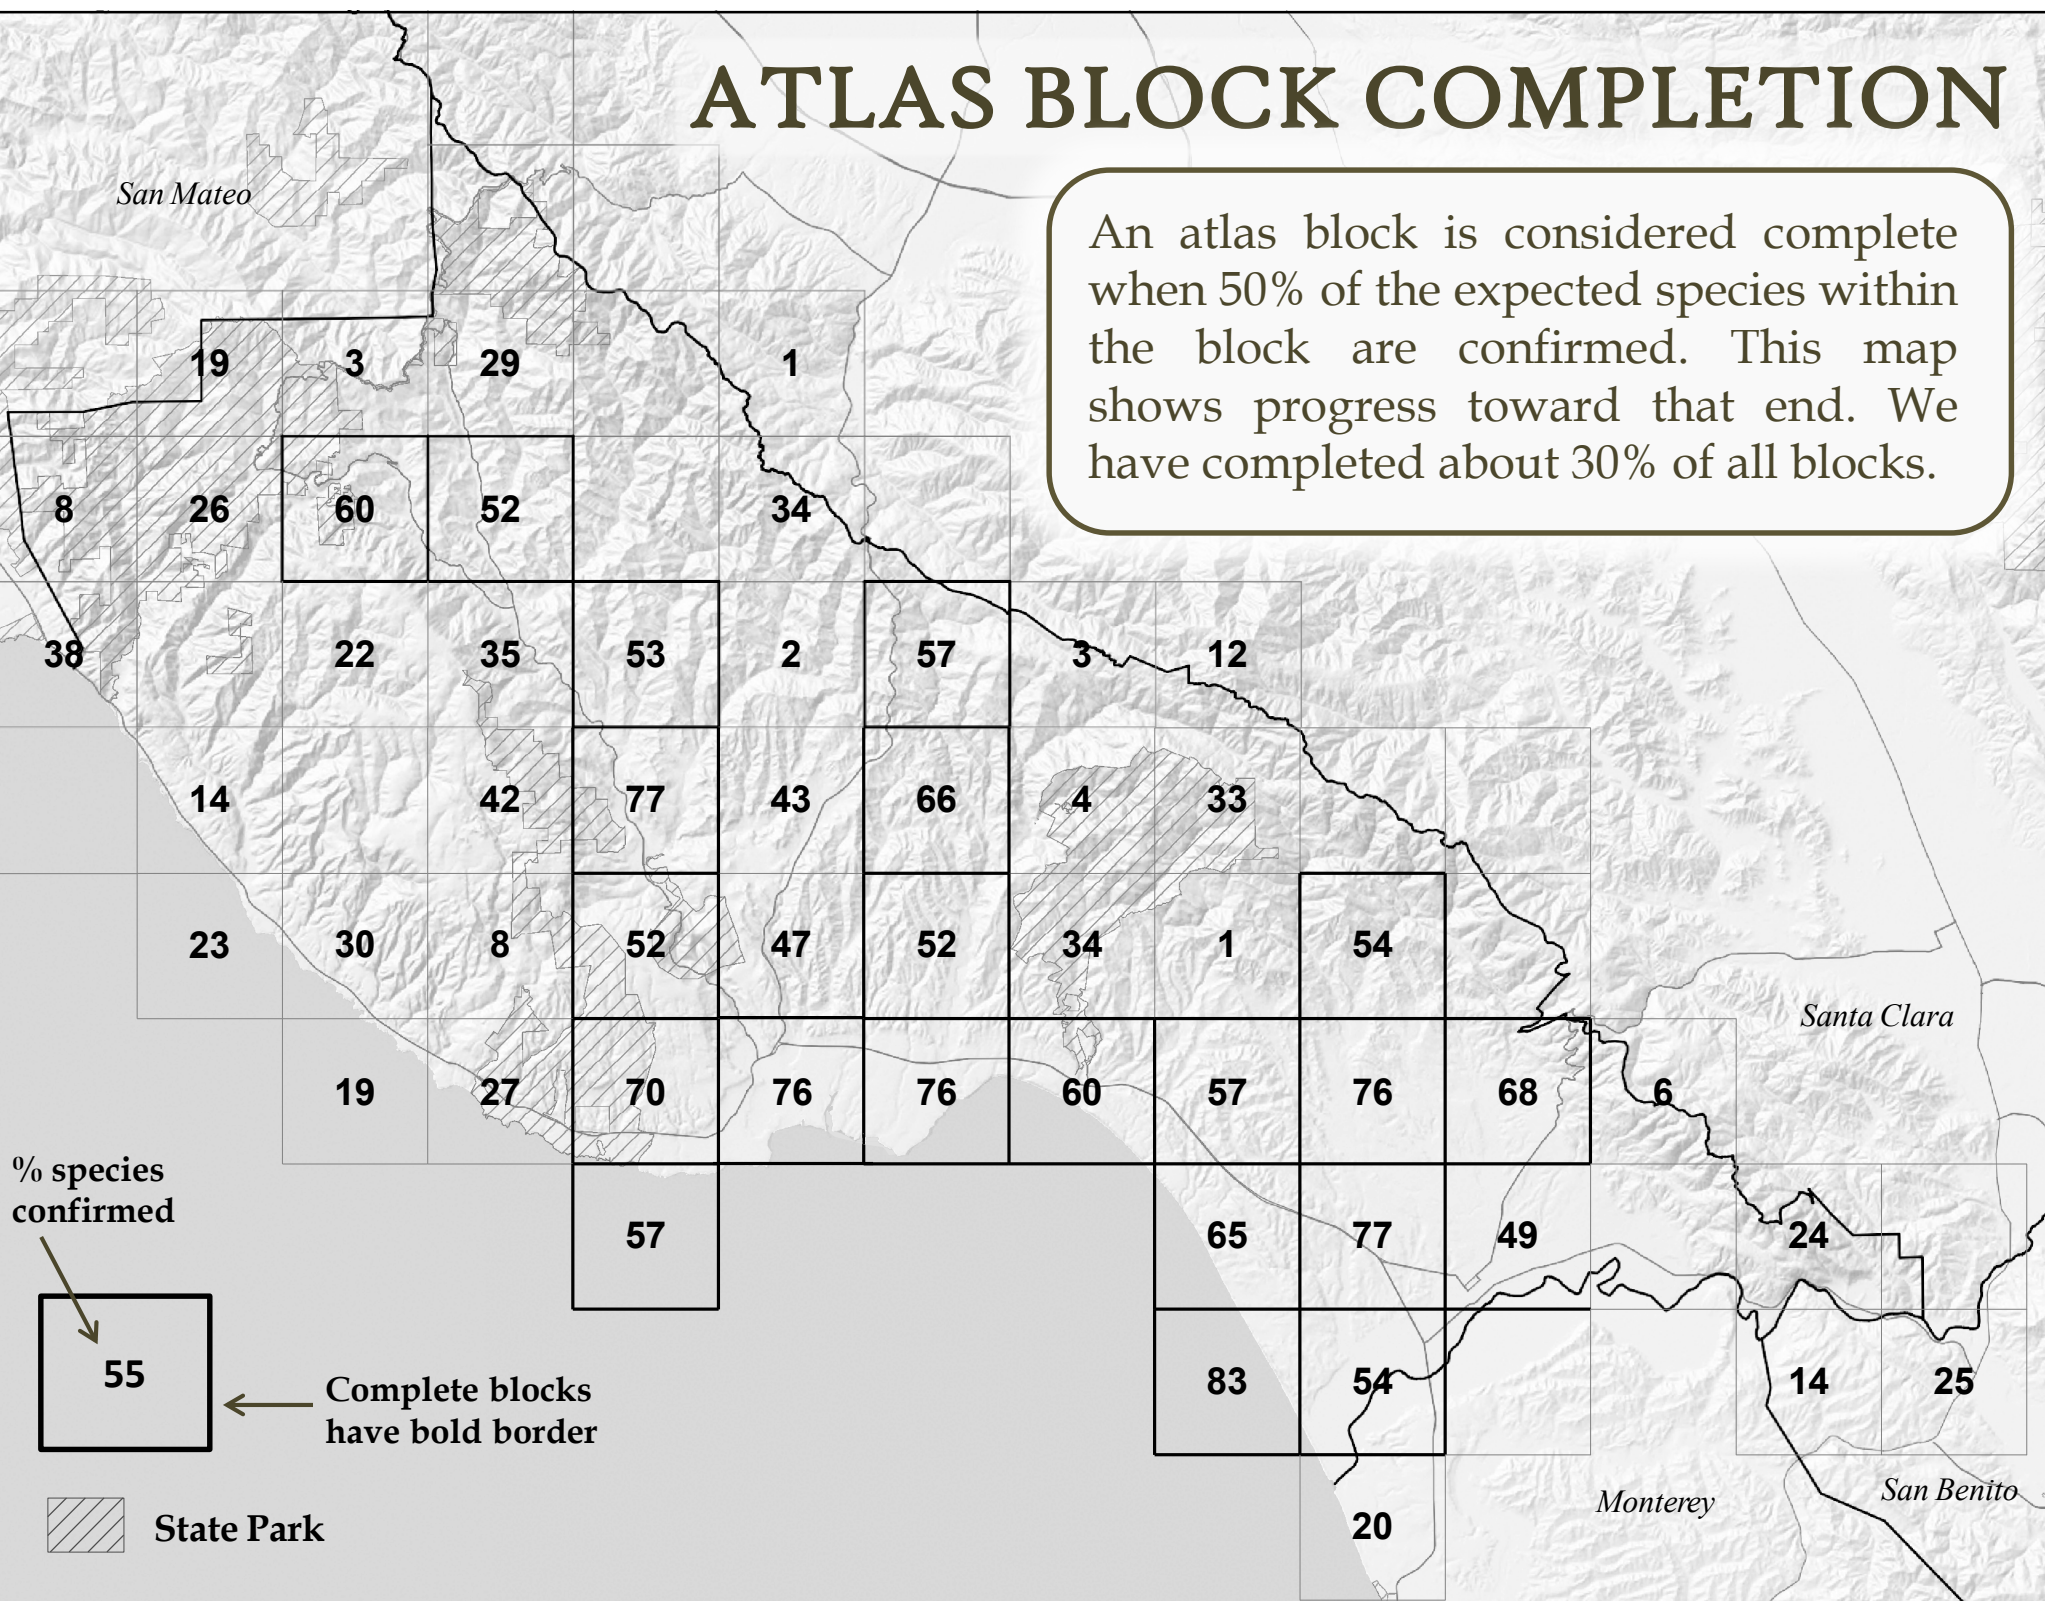 ATLAS BLOCK COMPLETION
San Mateo
An atlas block is considered complete
when 50% of the expected species within
the block are confirmed. This map
shows progress toward that end. We
have completed about 30% of all blocks.
19 3 29 1
8 26 60 52 34
38 22 35 53 2 57 3 12
14 42 77 43 66 4 33
23 30 8 52 47 52 34 1 54
Santa Clara
19 27 70 76 76 60 57 76 68 6
% species
confirmed
57 65 77 49 24
55
83 54 14 25
Complete blocks
have bold border
State Park
20
Monterey
San Benito